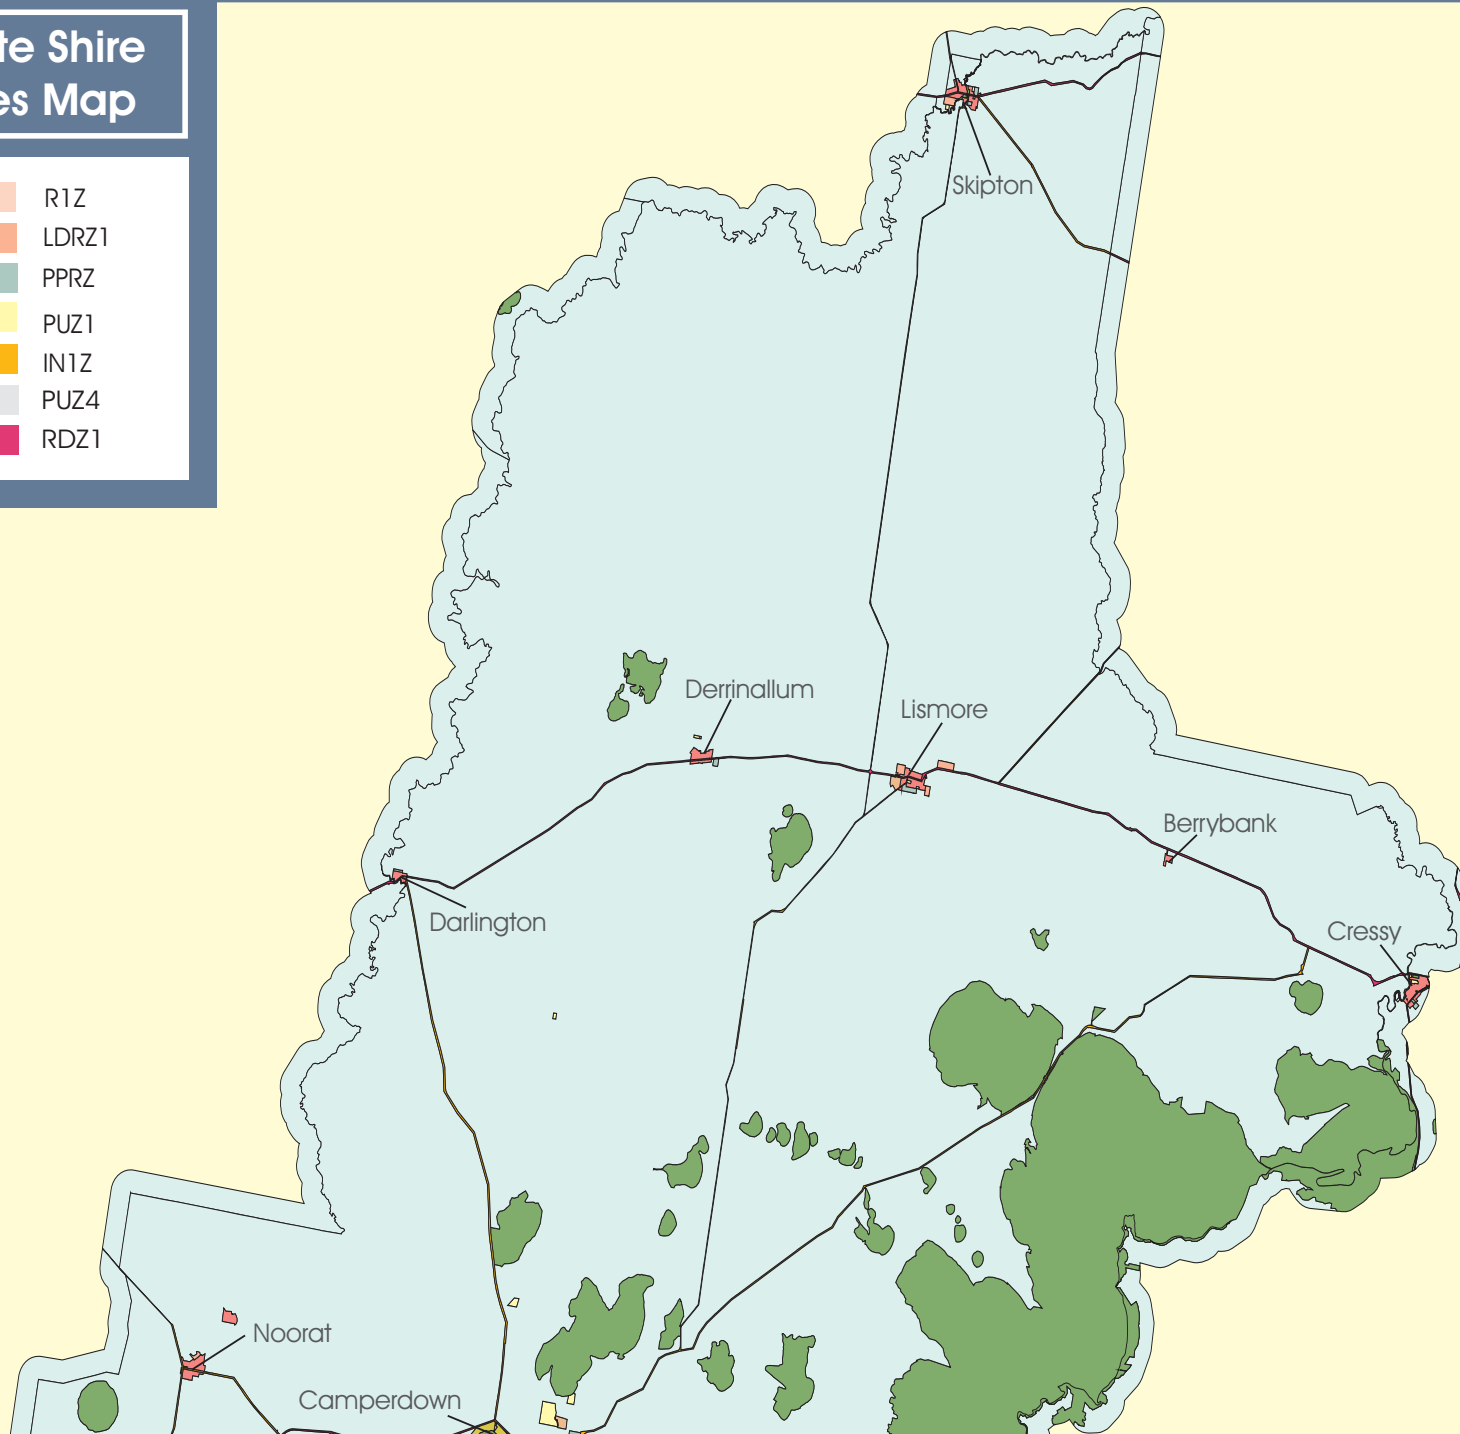 te Shire
es Map
R1Z
LDRZ1
PPRZ
PUZ1
IN1Z
PUZ4
RDZ1
Skipton
Derrinallum
Lismore
Berrybank
Darlington
Cressy
Noorat
Camperdown